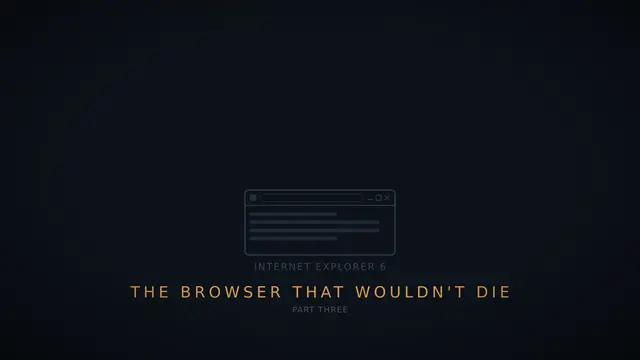 INTERNET EXPLORER 6
THE BROWSER THAT WOULDN'T DIE
PART THREE